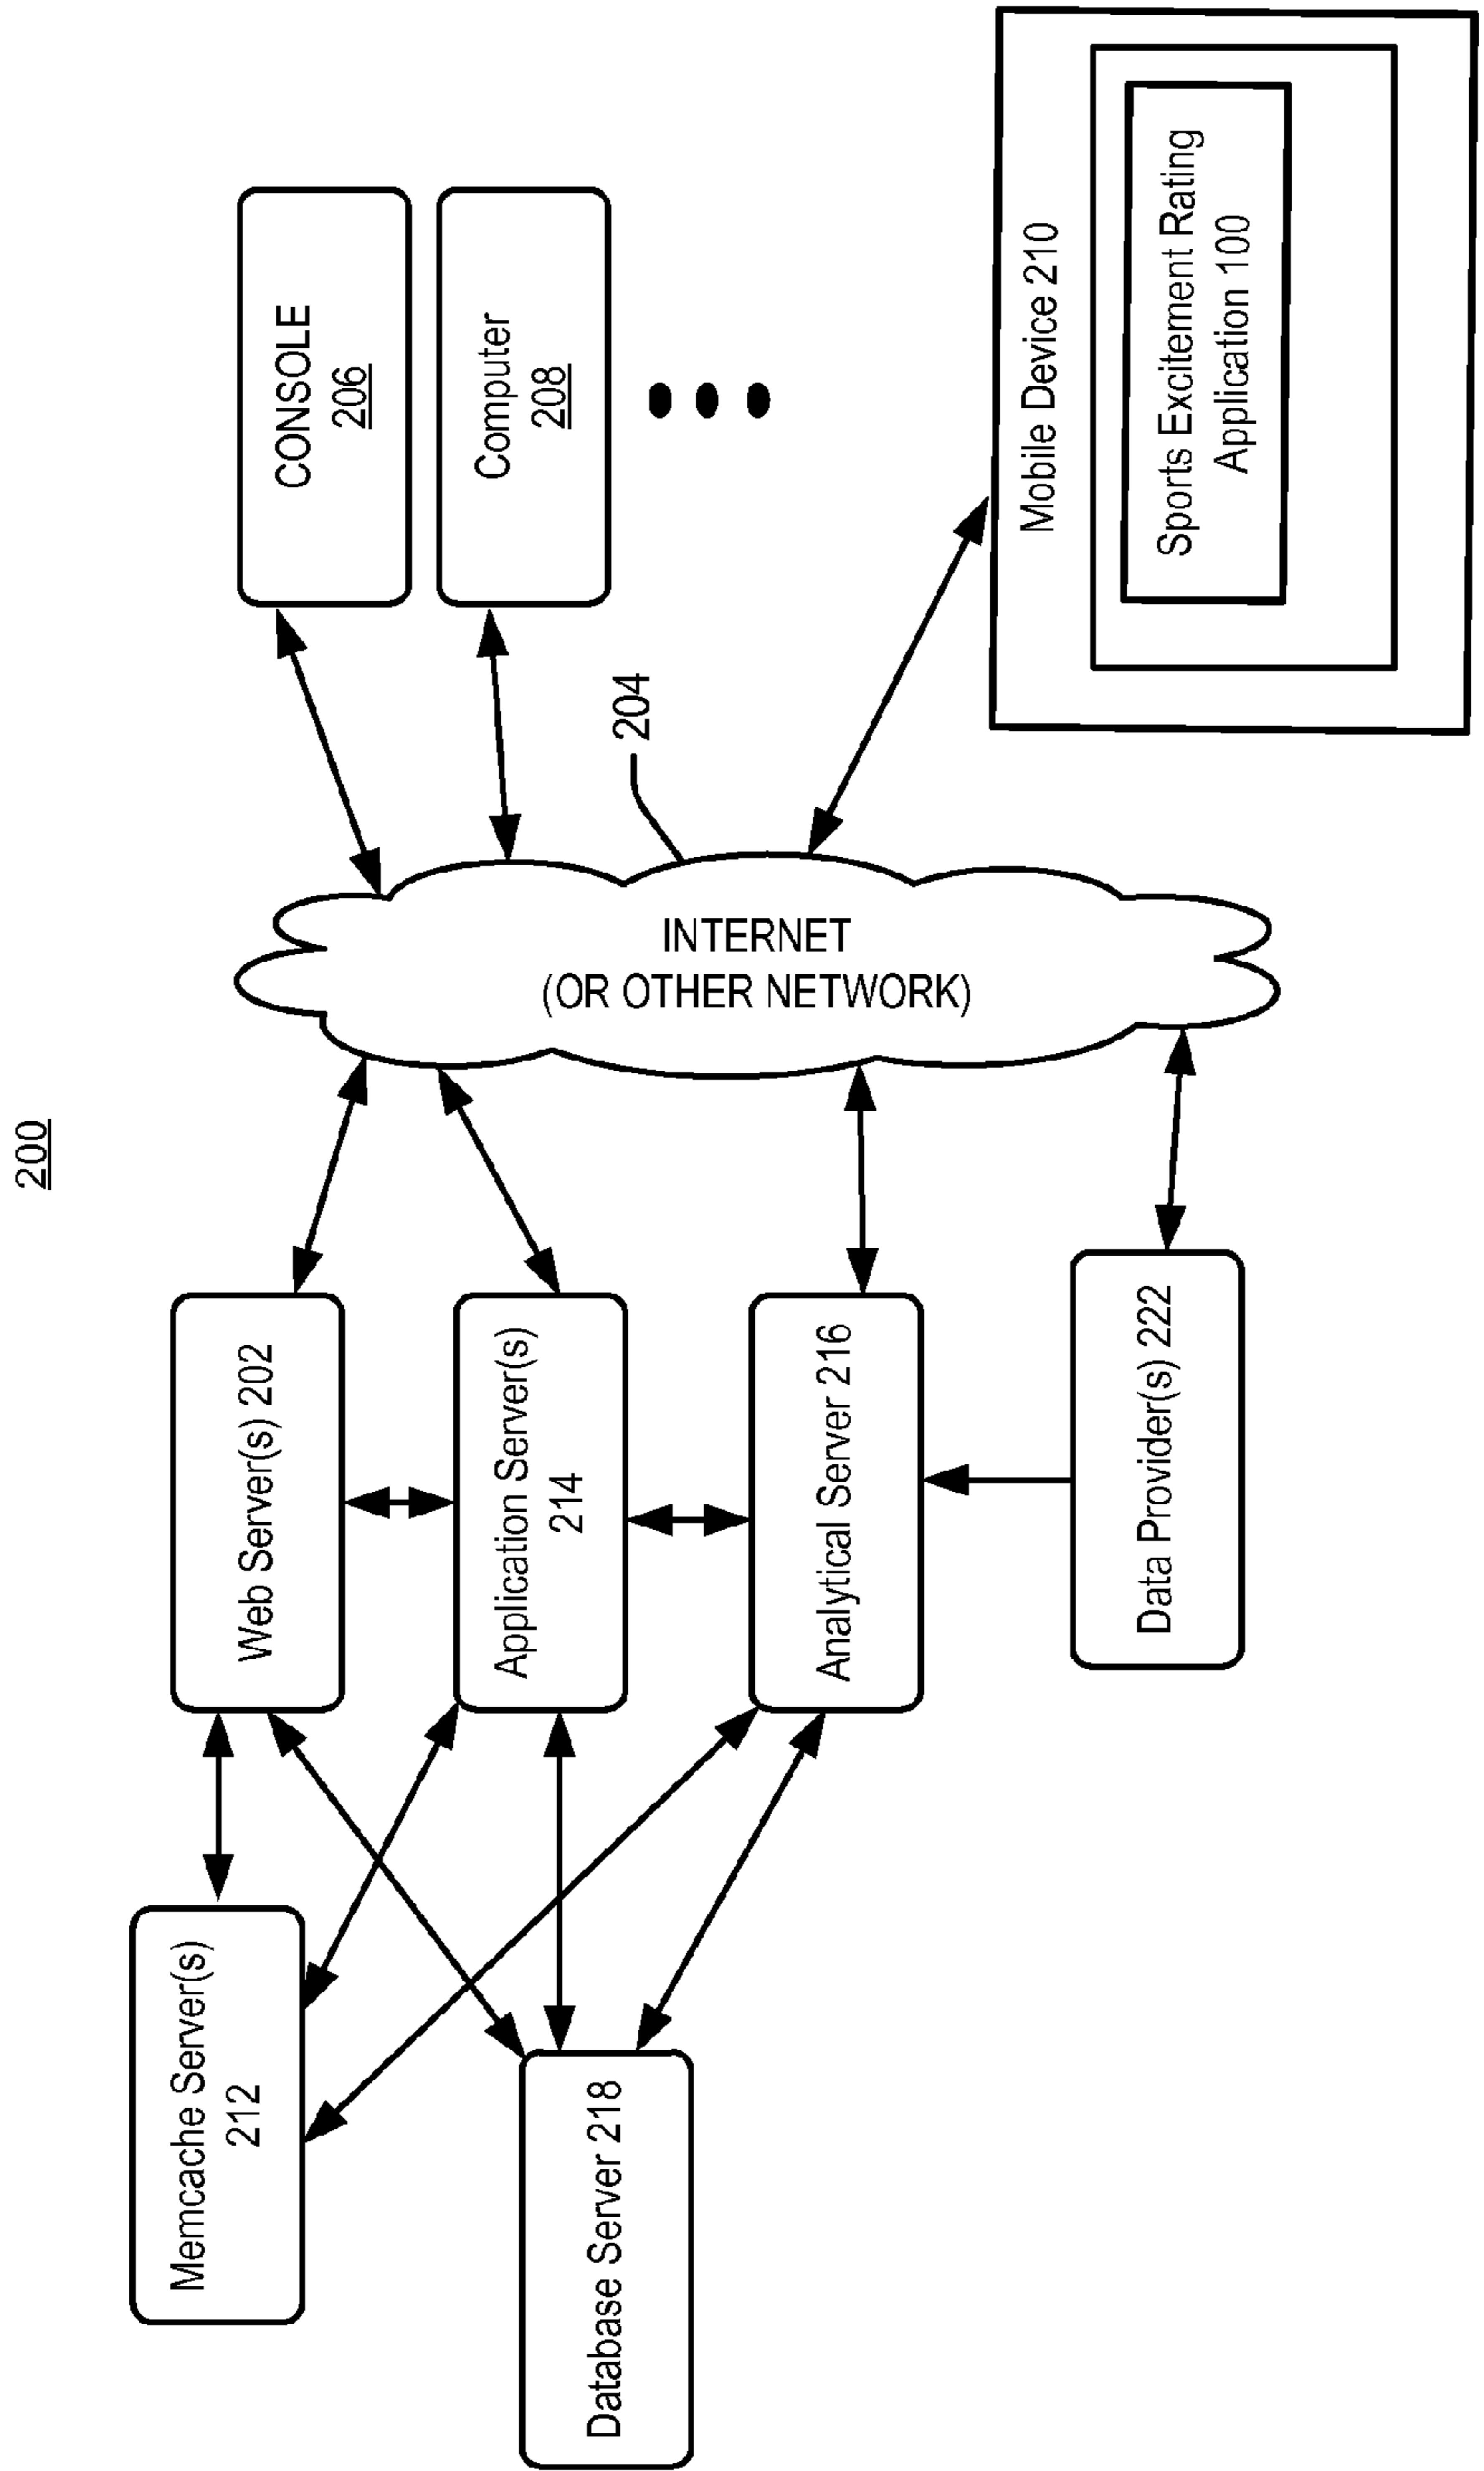 200
Memcache Server(s)
212
Web Server(s) 202
Database Server 218
Application Server(s)
214
Analytical Server 216
Data Provider(s) 222
INTERNET
(OR OTHER NETWORK)
204
CONSOLE
206
Computer
208
Mobile Device 210
Sports Excitement Rating
Application 100